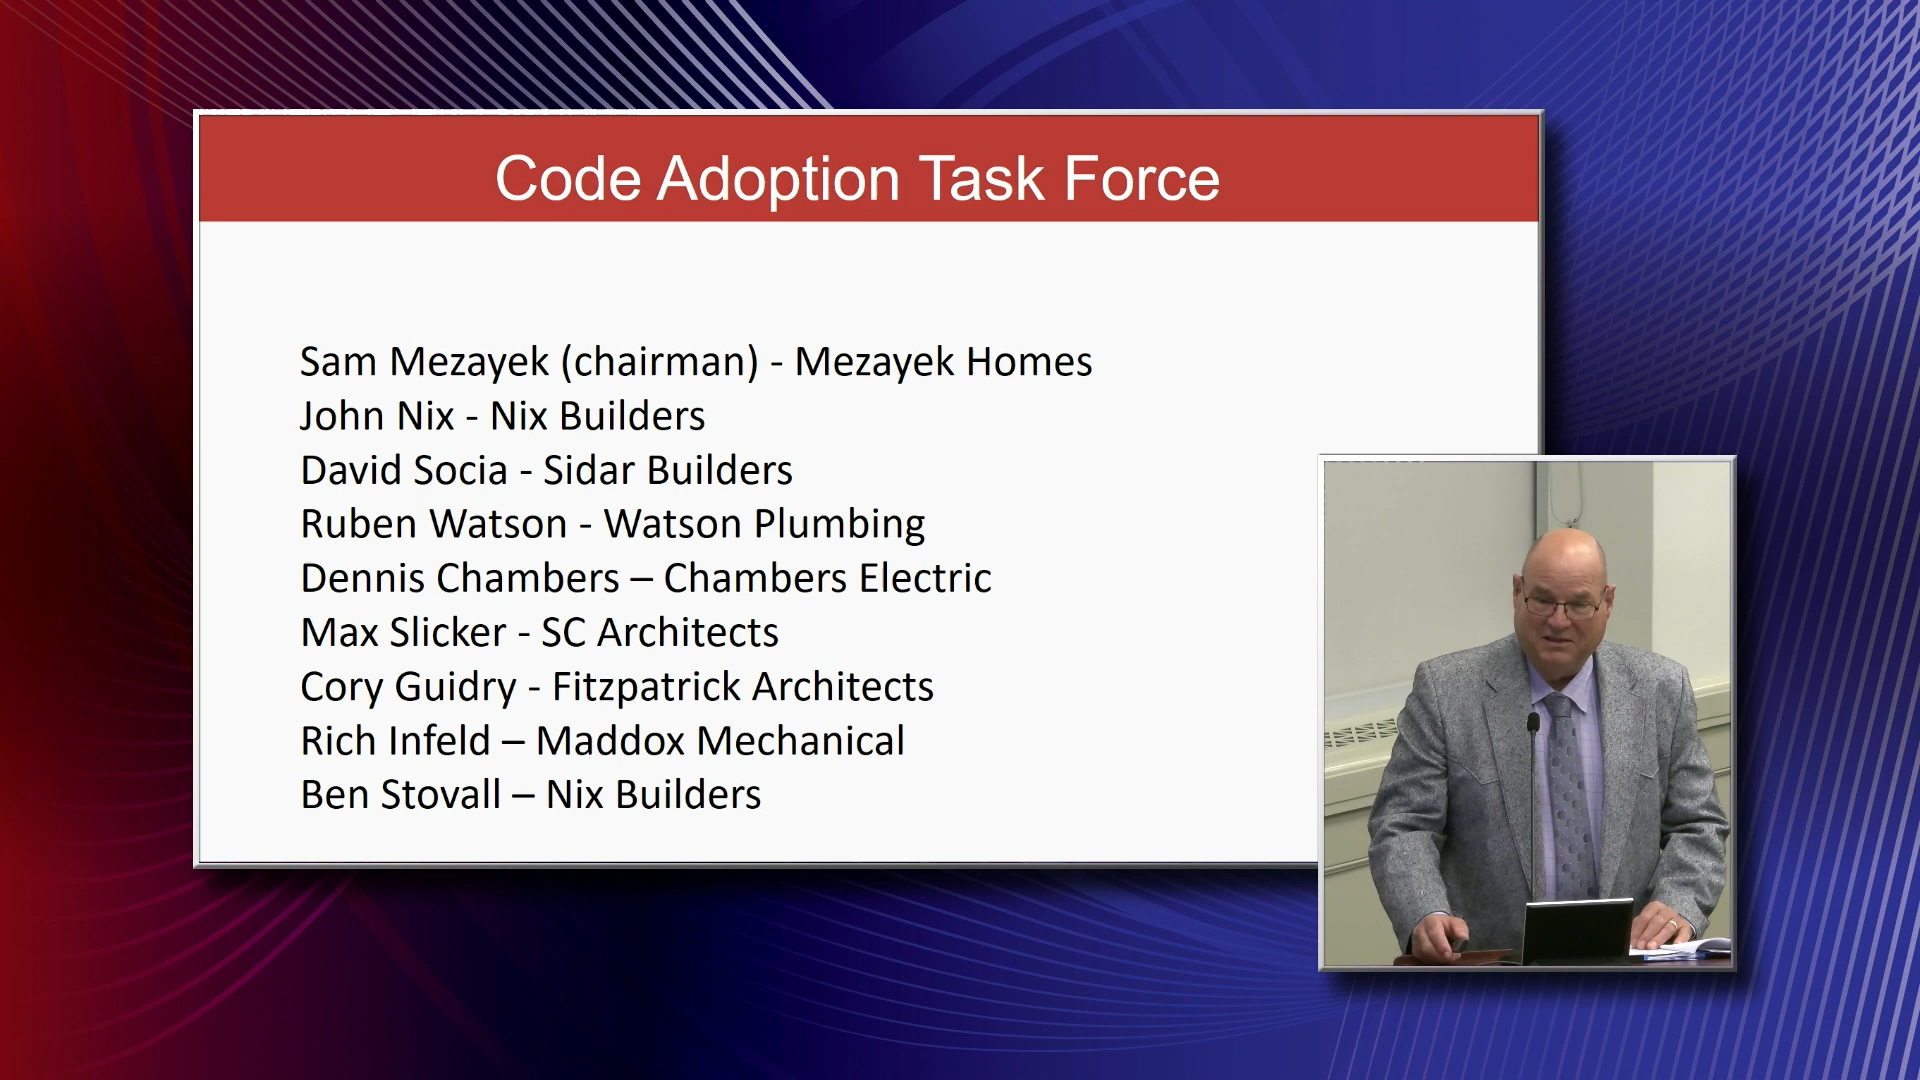 Code Adoption Task Force
Sam Mezayek (chairman) - Mezayek Homes
John Nix - Nix Builders
David Socia - Sidar Builders
Ruben Watson - Watson Plumbing
Dennis Chambers – Chambers Electric
Max Slicker - SC Architects
Cory Guidry - Fitzpatrick Architects
Rich Infeld – Maddox Mechanical
Ben Stovall – Nix Builders